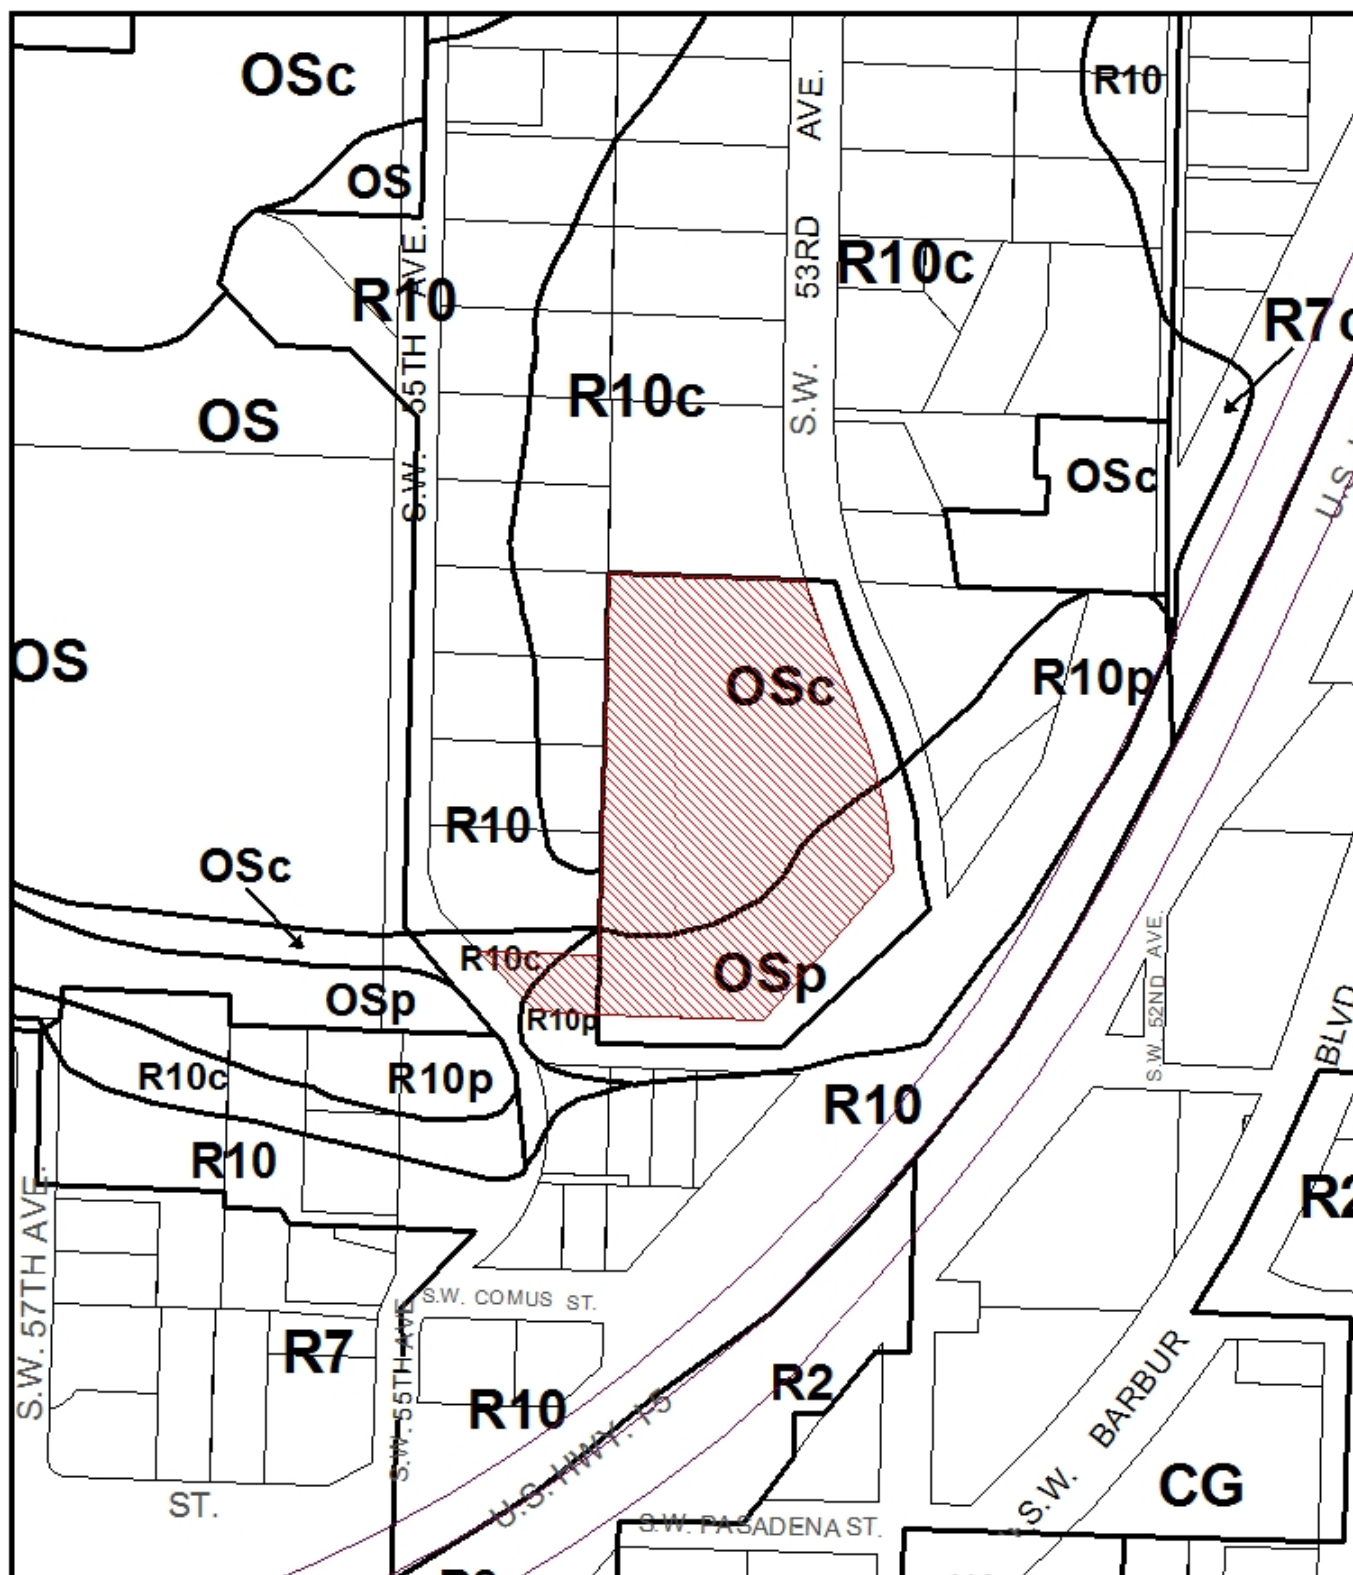 OSc
R10
AVE.
OS
S.W. 55TH AVE.
53RD
R10c
R10
R7c
S.W.
R10c
OS
OSc
U.S.
OS
OSc
R10p
R10
OSc
R10c
OSp
OSp
R10p
S.W. 52ND AVE.
BLVD
R10c
R10p
R10
R10
S.W. 57TH AVE.
S.W. COMUS ST.
R7
S.W. 55TH AVE
R2
R10
U.S. HWY. I-5
BARBUR
S.W.
CG
ST.
S.W. PASADENA ST.